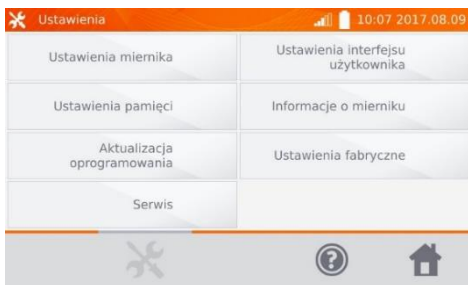 Ustawienia
10:07 2017.08.09
Ustawienia miernika
Ustawienia interfejsu
użytkownika
Ustawienia pamięci
Informacje o mierniku
Aktualizacja
oprogramowania
Ustawienia fabryczne
Serwis
?